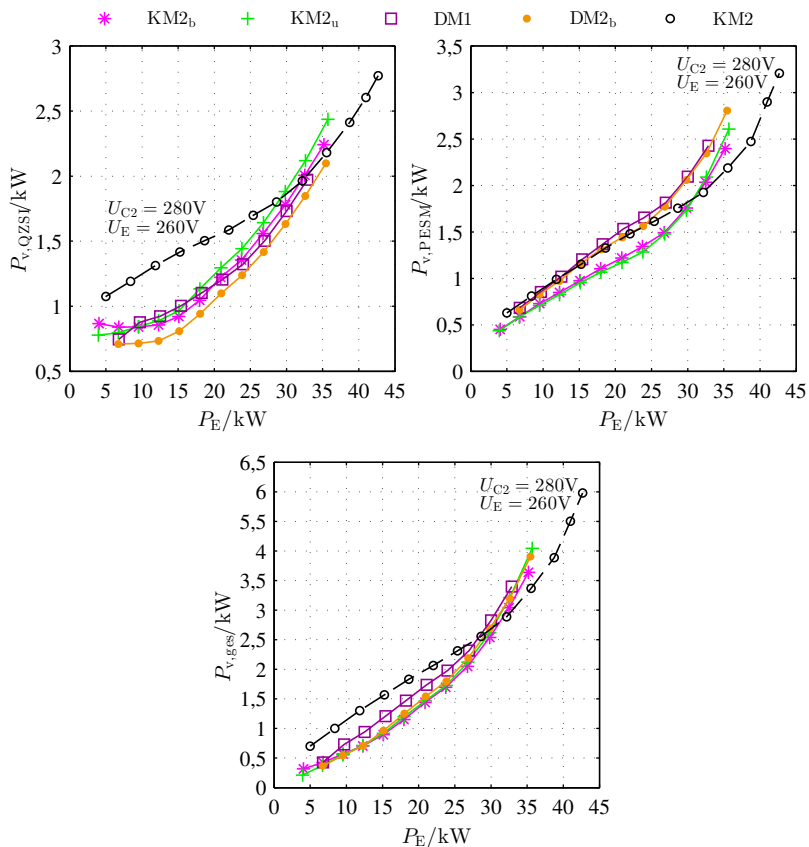 KM2b KM2u DM1 DM2b KM2
Pv,QZSI/kW
3
2,5
2
1,5
1
0,5
UC2 = 280V
UE = 260V
0 5 10 15 20 25 30 35 40 45
PE/kW
Pv,PESM/kW
3,5
3
2,5
2
1,5
1
0,5
0
UC2 = 280V
UE = 260V
0 5 10 15 20 25 30 35 40 45
PE/kW
Pv,ges/kW
6,5
6
5,5
4
3,5
3
2,5
2
1,5
1
0,5
0
UC2 = 280V
UE = 260V
0 5 10 15 20 25 30 35 40 45
PE/kW